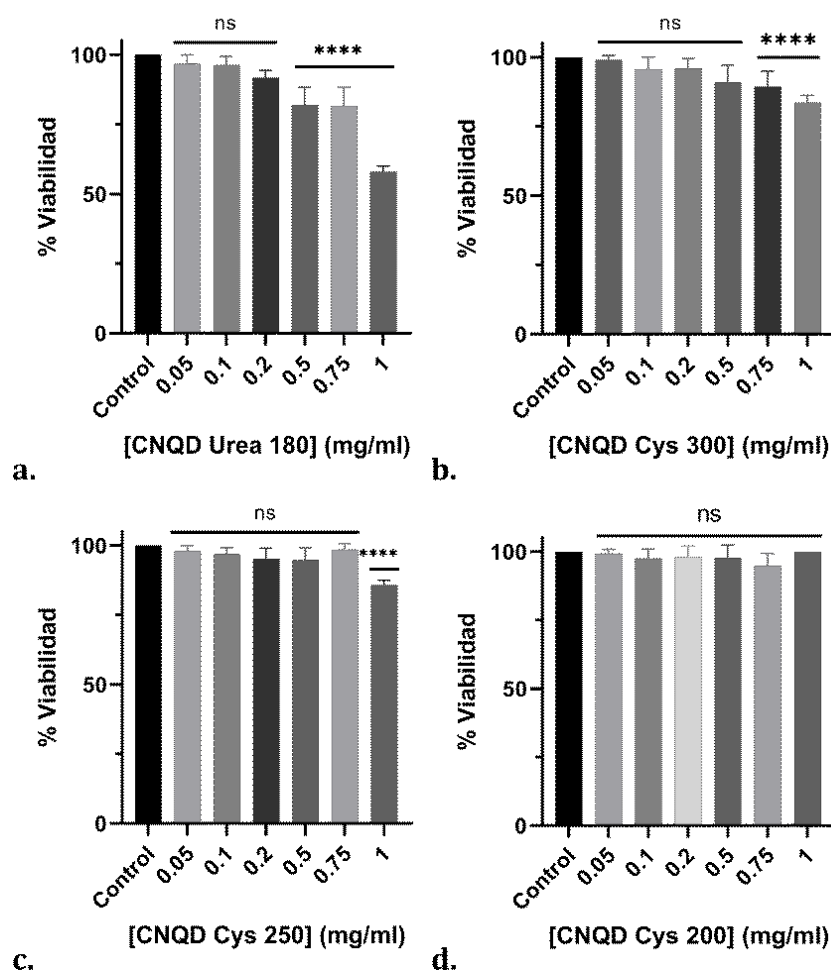 ns
****
100
50
0
% Viabilidad
Control
0.05
0.1
0.2
0.5
0.75
1
[CNQD Urea 180] (mg/ml)
a.
ns
****
100
50
0
% Viabilidad
Control
0.05
0.1
0.2
0.5
0.75
1
[CNQD Cys 300] (mg/ml)
b.
ns
****
100
50
0
% Viabilidad
Control
0.05
0.1
0.2
0.5
0.75
1
[CNQD Cys 250] (mg/ml)
c.
ns
100
50
0
% Viabilidad
Control
0.05
0.1
0.2
0.5
0.75
1
[CNQD Cys 200] (mg/ml)
d.